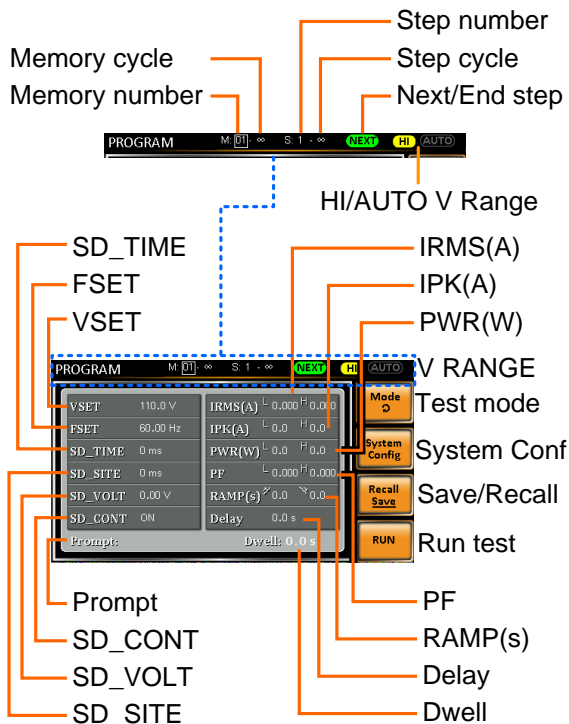 Step number
Memory cycle
Step cycle
Memory number
Next/End step
PROGRAM M: 01 - ∞ S: 1 - ∞ NEXT HI AUTO
HI/AUTO V Range
SD_TIME
IRMS(A)
FSET
IPK(A)
VSET
PWR(W)
PROGRAM M: 01 - ∞ S: 1 - ∞ NEXT HI AUTO
V RANGE
VSET 110.0 V IRMS(A) L 0.000 H 0.000
Mode
Test mode
FSET 60.00 Hz IPK(A) L 0.0 H 0.0
SD_TIME 0 ms PWR(W) L 0.0 H 0.0
System
Config
System Conf
SD_SITE 0 ms PF L 0.000 H 0.000
SD_VOLT 0.00 V RAMP(s) 0.0 0.0
Recall
Save
Save/Recall
SD_CONT ON Delay 0.0 s
Prompt: Dwell: 0.0 s
RUN
Run test
Prompt
PF
SD_CONT
RAMP(s)
SD_VOLT
Delay
SD_SITE
Dwell